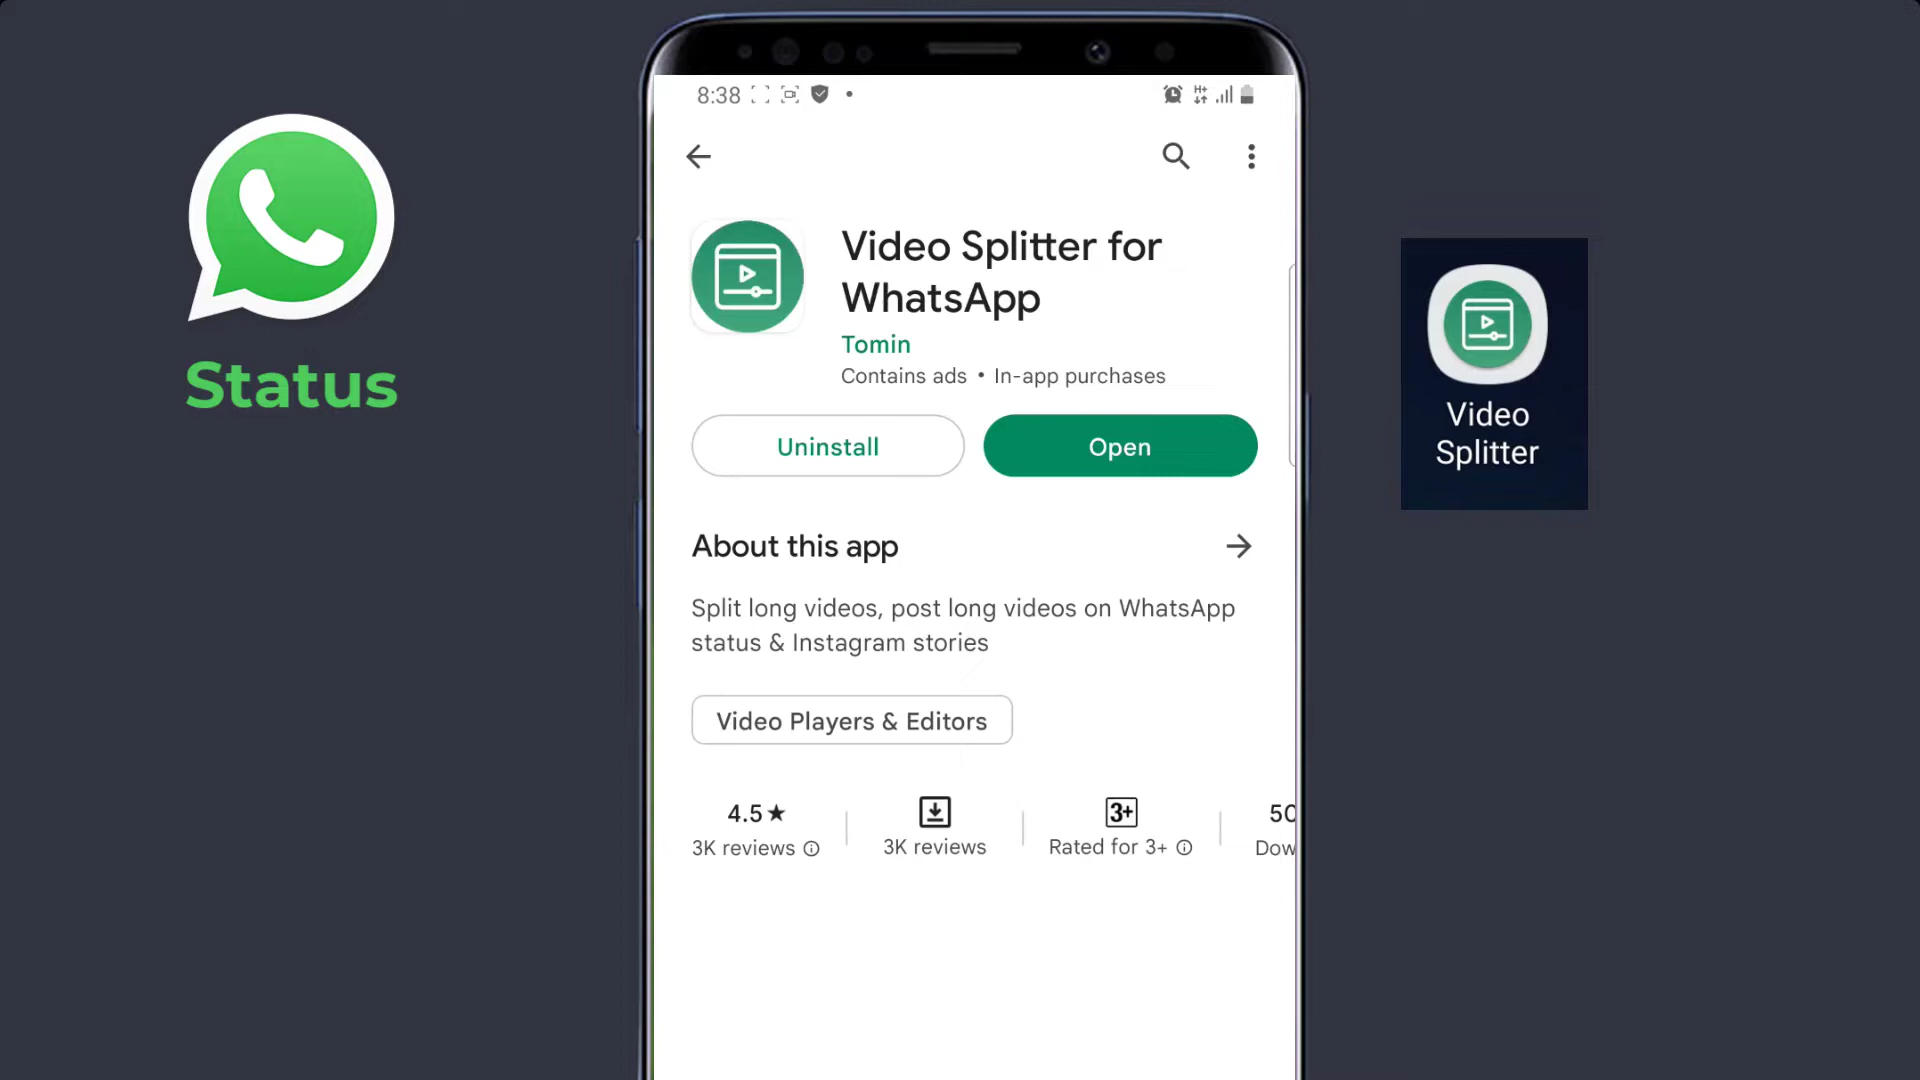 Status
8:38
H+
Video Splitter for
WhatsApp
Tomin
Contains ads • In-app purchases
Uninstall
Open
About this app
Split long videos, post long videos on WhatsApp
status & Instagram stories
Video Players & Editors
4.5★
3K reviews
3K reviews
3+
Rated for 3+
50
Dow
Video
Splitter